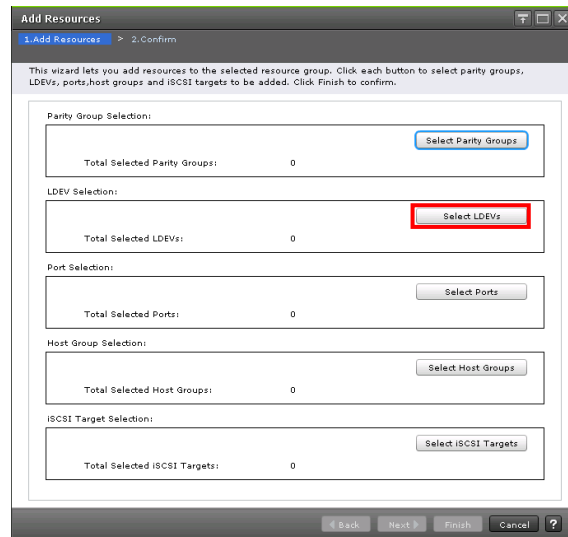 Add Resources
1.Add Resources > 2.Confirm
This wizard lets you add resources to the selected resource group. Click each button to select parity groups,
LDEVs, ports,host groups and iSCSI targets to be added. Click Finish to confirm.
Parity Group Selection:
Select Parity Groups
Total Selected Parity Groups: 0
LDEV Selection:
Select LDEVs
Total Selected LDEVs: 0
Port Selection:
Select Ports
Total Selected Ports: 0
Host Group Selection:
Select Host Groups
Total Selected Host Groups: 0
iSCSI Target Selection:
Select iSCSI Targets
Total Selected iSCSI Targets: 0
Back Next Finish Cancel ?